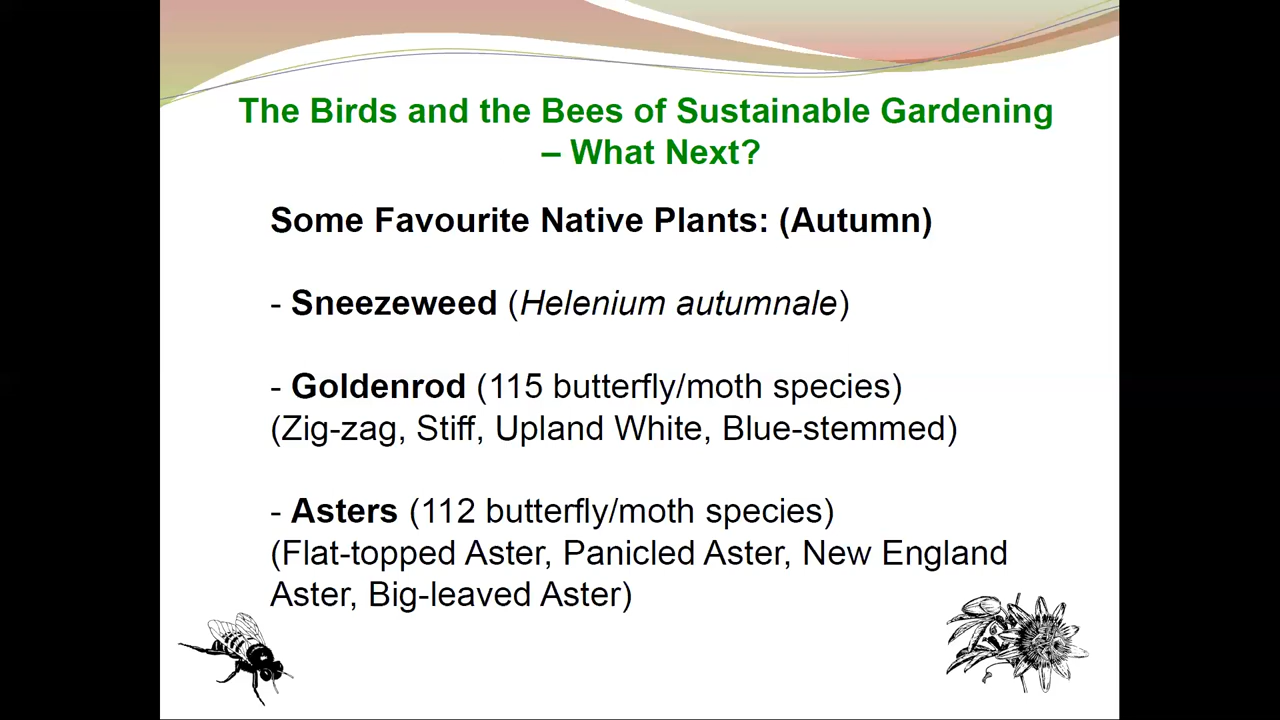 The Birds and the Bees of Sustainable Gardening
– What Next?
Some Favourite Native Plants: (Autumn)
- Sneezeweed (Helenium autumnale)
- Goldenrod (115 butterfly/moth species)
(Zig-zag, Stiff, Upland White, Blue-stemmed)
- Asters (112 butterfly/moth species)
(Flat-topped Aster, Panicled Aster, New England
Aster, Big-leaved Aster)